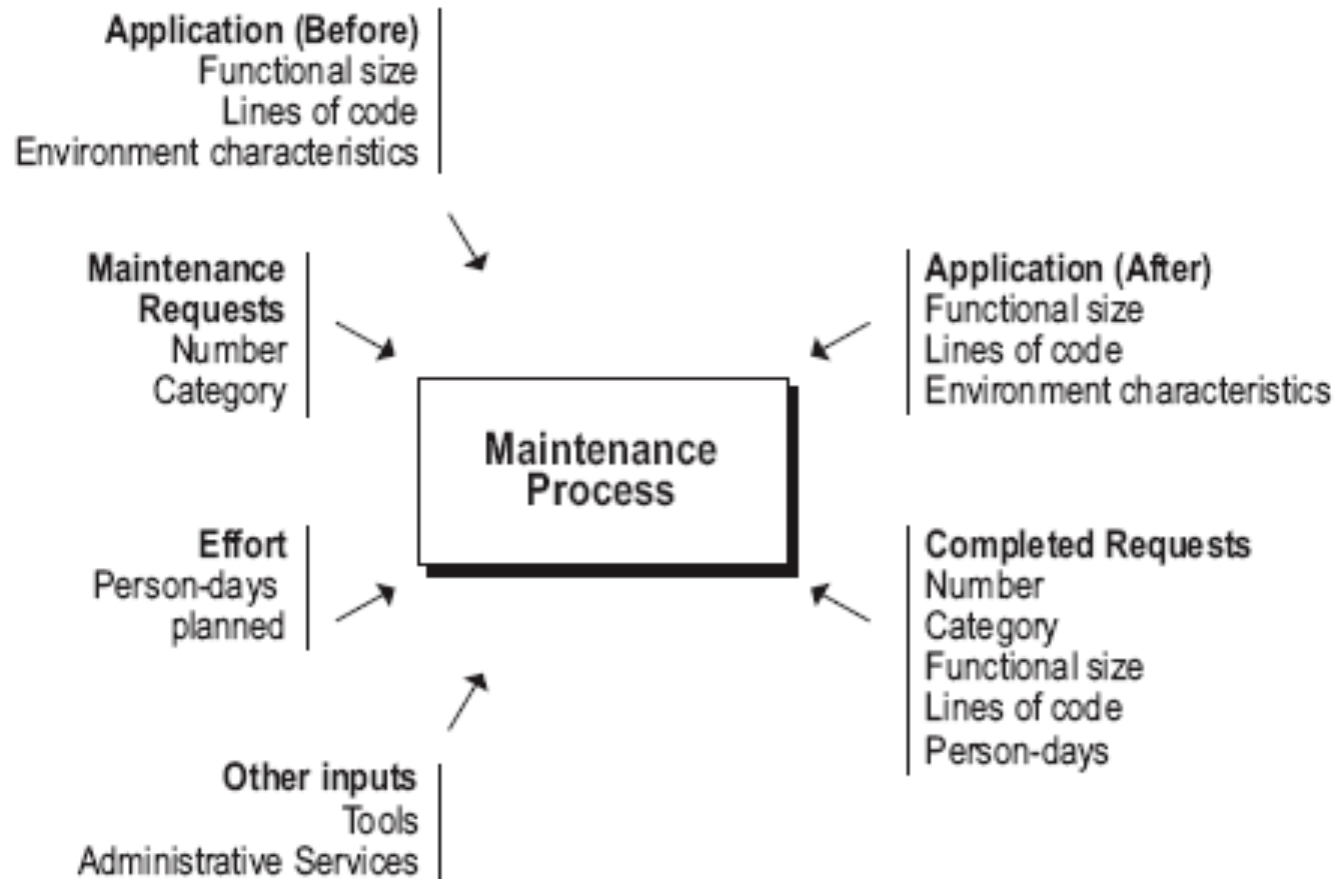 Application (Before)
Functional size
Lines of code
Environment characteristics
Maintenance
Requests
Number
Category
Effort
Person-days
planned
Other inputs
Tools
Administrative Services
Maintenance
Process
Application (After)
Functional size
Lines of code
Environment characteristics
Completed Requests
Number
Category
Functional size
Lines of code
Person-days